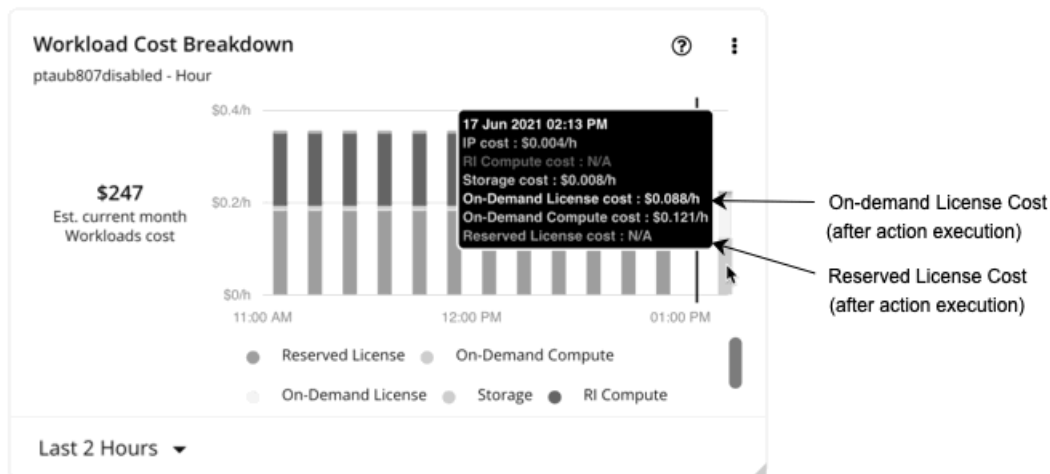 Workload Cost Breakdown
ptaub807disabled - Hour
$0.4/h
$0.2/h
$0/h
$247
Est. current month
Workloads cost
17 Jun 2021 02:13 PM
IP cost : $0.004/h
RI Compute cost : N/A
Storage cost : $0.008/h
On-Demand License cost : $0.088/h
On-Demand Compute cost : $0.121/h
Reserved License cost : N/A
On-demand License Cost
(after action execution)
Reserved License Cost
(after action execution)
11:00 AM 12:00 PM 01:00 PM
Reserved License On-Demand Compute
On-Demand License Storage RI Compute
Last 2 Hours